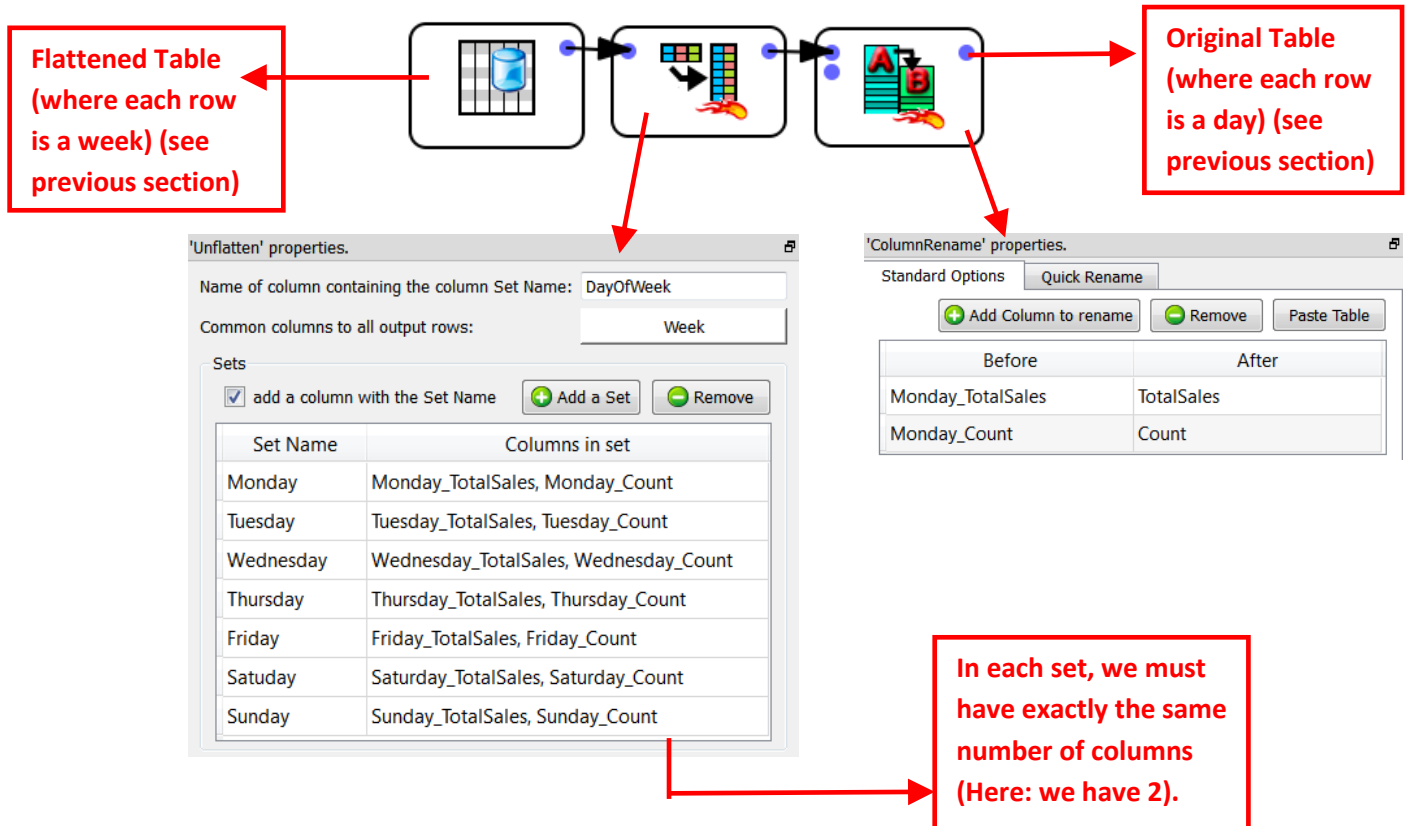 Flattened Table
(where each row
is a week) (see
previous section)
A
B
Original Table
(where each row
is a day) (see
previous section)
'Unflatten' properties.
Name of column containing the column Set Name: DayOfWeek
Common columns to all output rows: Week
Sets
add a column with the Set Name Add a Set Remove
Set Name Columns in set
Monday Monday_TotalSales, Monday_Count
Tuesday Tuesday_TotalSales, Tuesday_Count
Wednesday Wednesday_TotalSales, Wednesday_Count
Thursday Thursday_TotalSales, Thursday_Count
Friday Friday_TotalSales, Friday_Count
Satuday Saturday_TotalSales, Saturday_Count
Sunday Sunday_TotalSales, Sunday_Count
'ColumnRename' properties.
Standard Options Quick Rename
Add Column to rename Remove Paste Table
Before After
Monday_TotalSales TotalSales
Monday_Count Count
In each set, we must
have exactly the same
number of columns
(Here: we have 2).